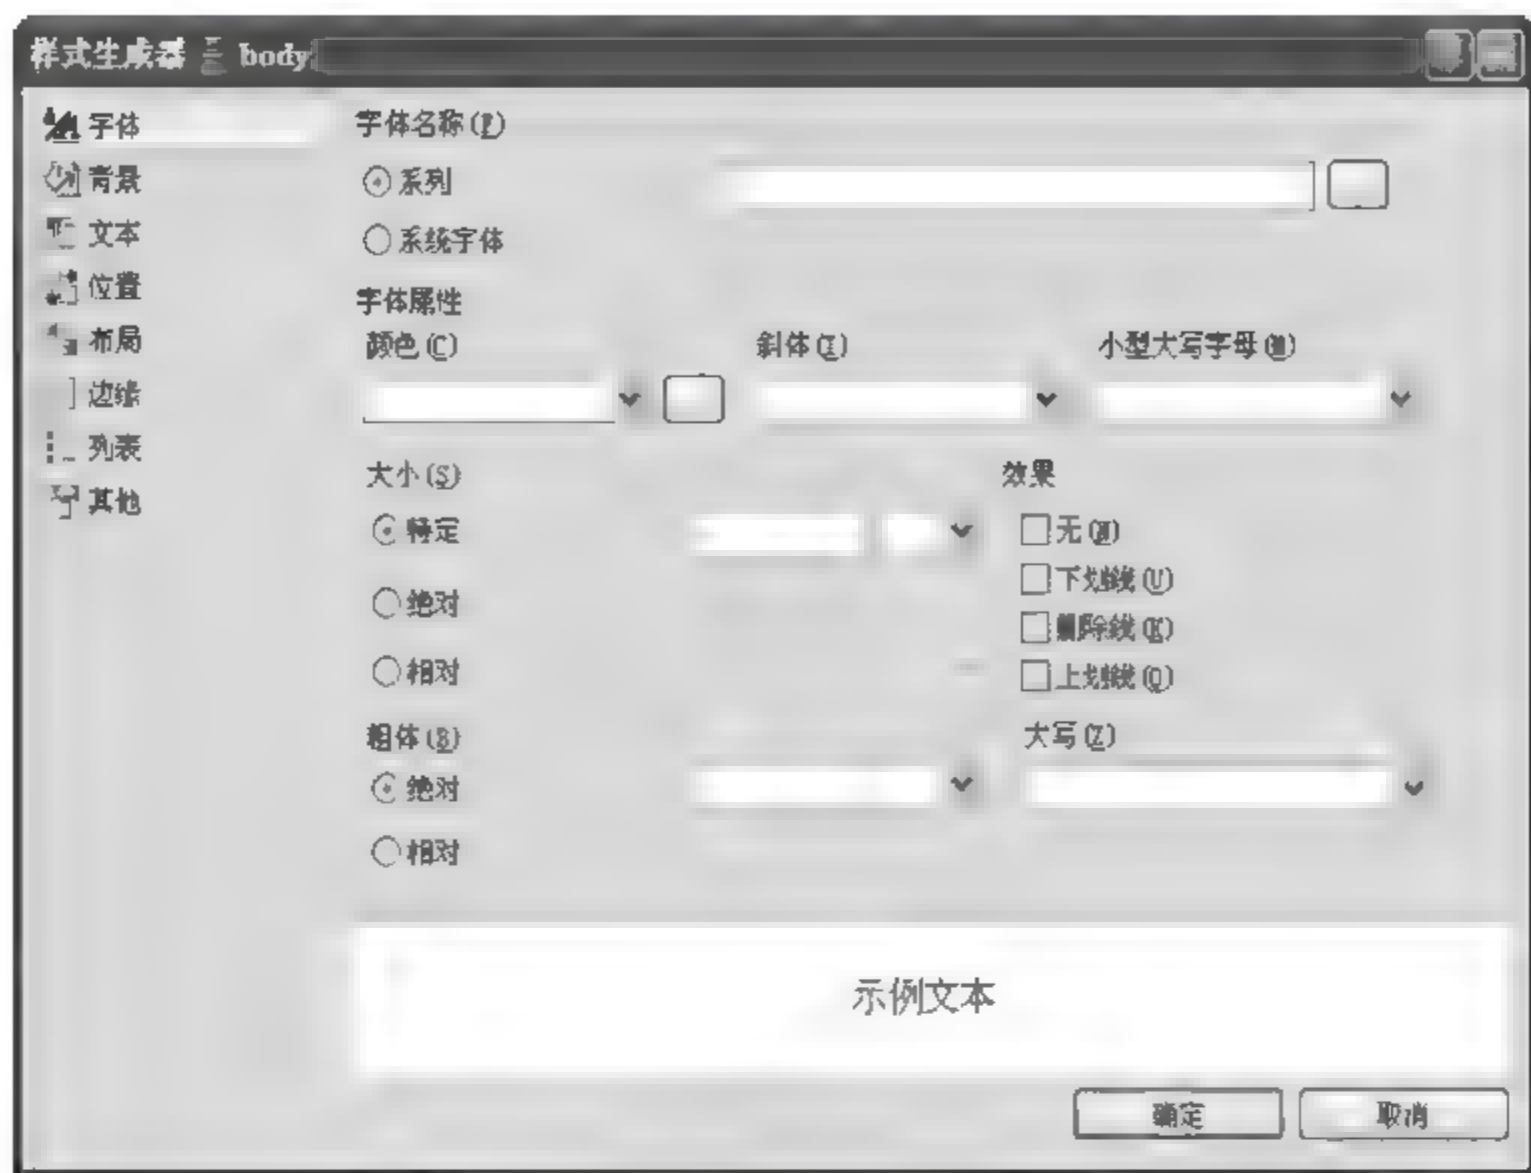 样式生成器 body
字体
背景
文本
位置
布局
边缘
列表
其他
字体名称(F)
系列
系统字体
字体属性
颜色(C) 斜体(I) 小型大写字母(M)
大小(S) 效果
特定 无(N)
绝对 下划线(U)
相对 删除线(K)
上划线(O)
粗体(B) 大写(Z)
绝对
相对
示例文本
确定 取消